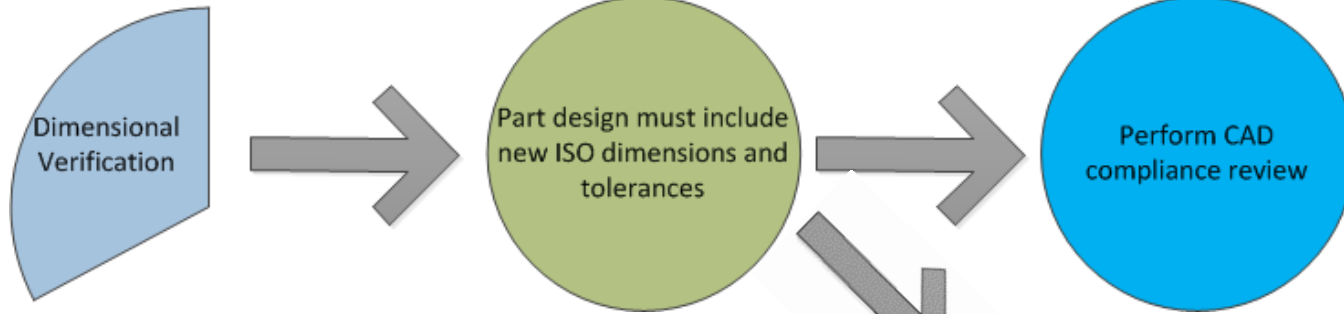 Dimensional
Verification
Part design must include
new ISO dimensions and
tolerances
Perform CAD
compliance review